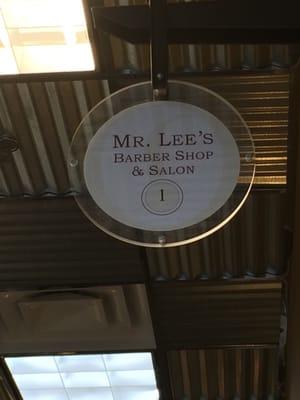 MR. LEE'S
BARBER SHOP
& SALON
1